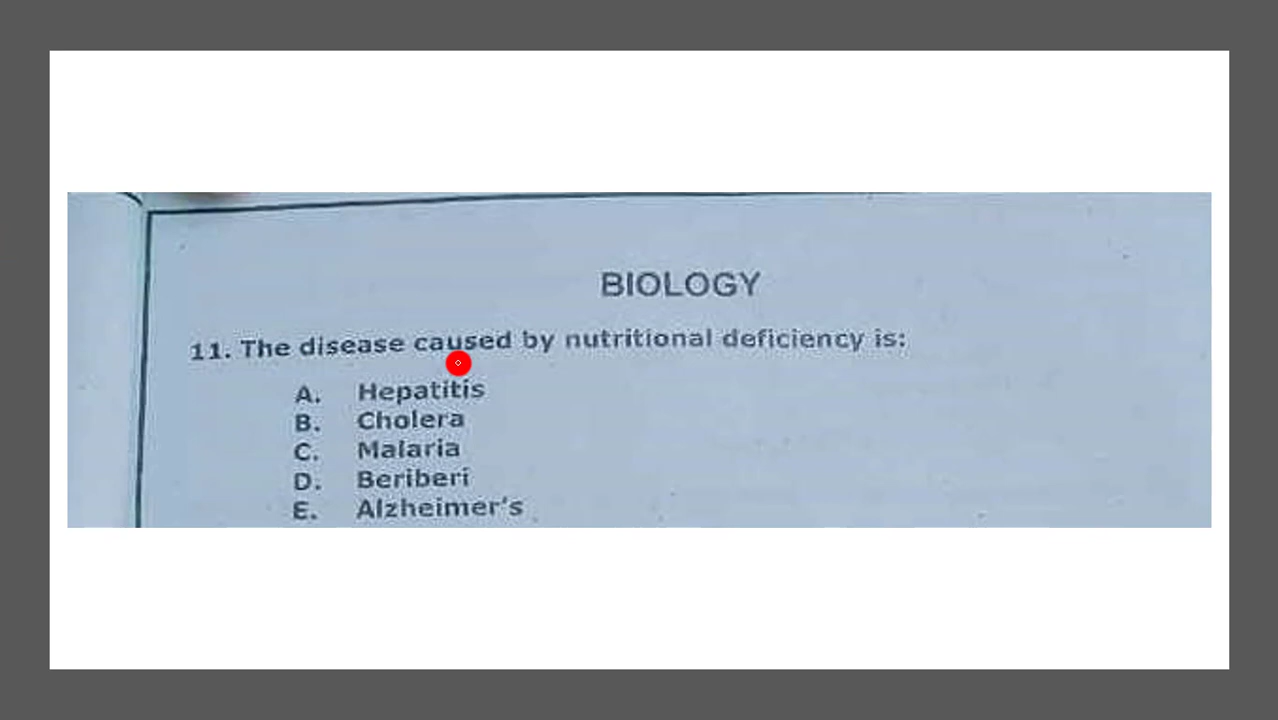 BIOLOGY
11. The disease caused by nutritional deficiency is:
A. Hepatitis
B. Cholera
C. Malaria
D. Beriberi
E. Alzheimer's